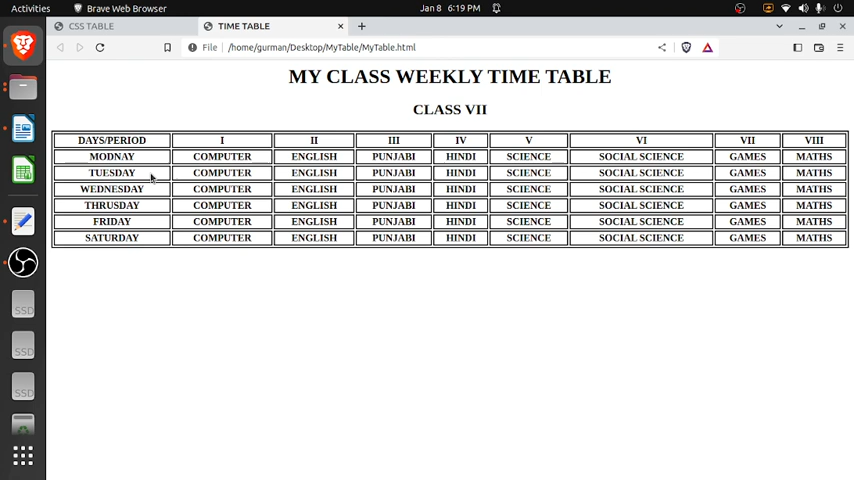 Activities Brave Web Browser Jan 8 6:19 PM
CSS TABLE TIME TABLE
File /home/gurman/Desktop/MyTable/MyTable.html
MY CLASS WEEKLY TIME TABLE
CLASS VII
DAYS/PERIOD I II III IV V VI VII VIII
MODNAY COMPUTER ENGLISH PUNJABI HINDI SCIENCE SOCIAL SCIENCE GAMES MATHS
TUESDAY COMPUTER ENGLISH PUNJABI HINDI SCIENCE SOCIAL SCIENCE GAMES MATHS
WEDNESDAY COMPUTER ENGLISH PUNJABI HINDI SCIENCE SOCIAL SCIENCE GAMES MATHS
THRUSDAY COMPUTER ENGLISH PUNJABI HINDI SCIENCE SOCIAL SCIENCE GAMES MATHS
FRIDAY COMPUTER ENGLISH PUNJABI HINDI SCIENCE SOCIAL SCIENCE GAMES MATHS
SATURDAY COMPUTER ENGLISH PUNJABI HINDI SCIENCE SOCIAL SCIENCE GAMES MATHS
SSD
SSD
SSD